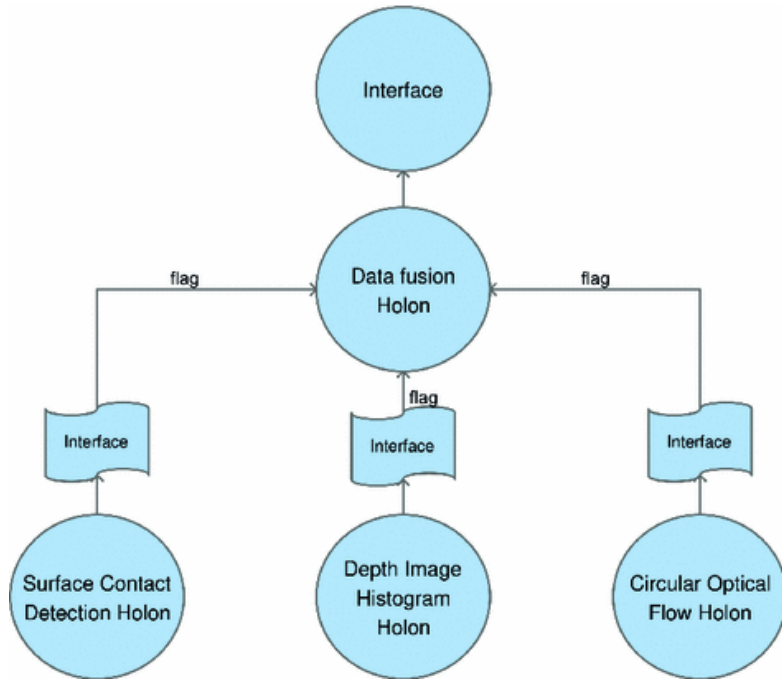 Interface
Data fusion
Holon
flag
flag
flag
Interface
Interface
Interface
Surface Contact
Detection Holon
Depth Image
Histogram
Holon
Circular Optical
Flow Holon